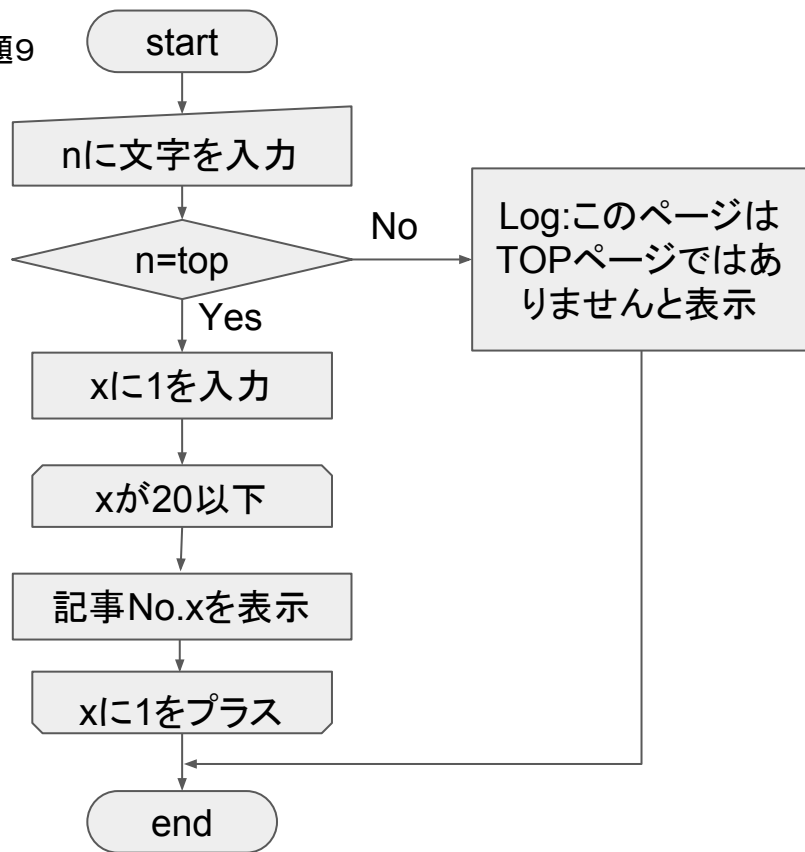 題9
start
nに文字を入力
n=top
No
Log:このページは
TOPページではあ
りませんと表示
Yes
xに1を入力
xが20以下
記事No.xを表示
xに1をプラス
end